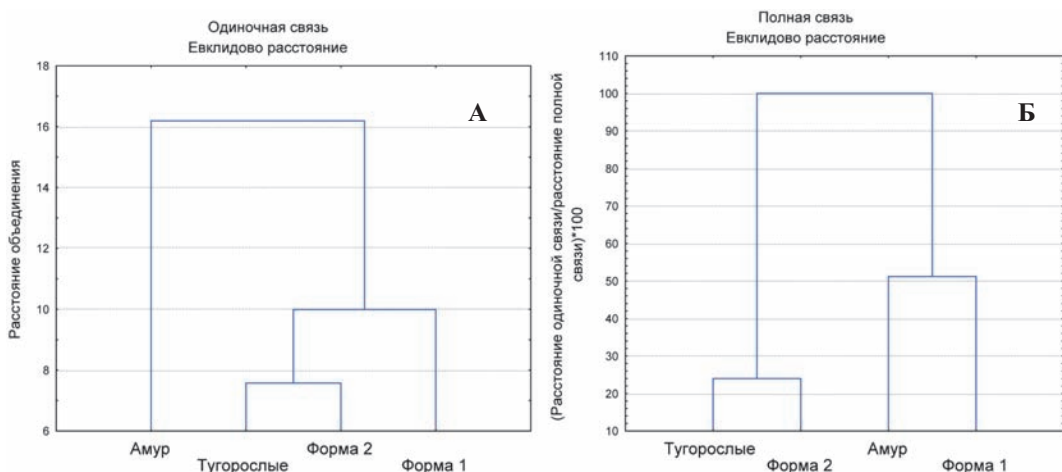 Одиночная связь
Евклидово расстояние
А
Расстояние объединения
18
16
14
12
10
8
6
Амур
Тугорослые
Форма 2
Форма 1
Полная связь
Евклидово расстояние
Б
(Расстояние одиночной связи/расстояние полной
связи)*100
110
100
90
80
70
60
50
40
30
20
10
Тугорослые
Форма 2
Амур
Форма 1